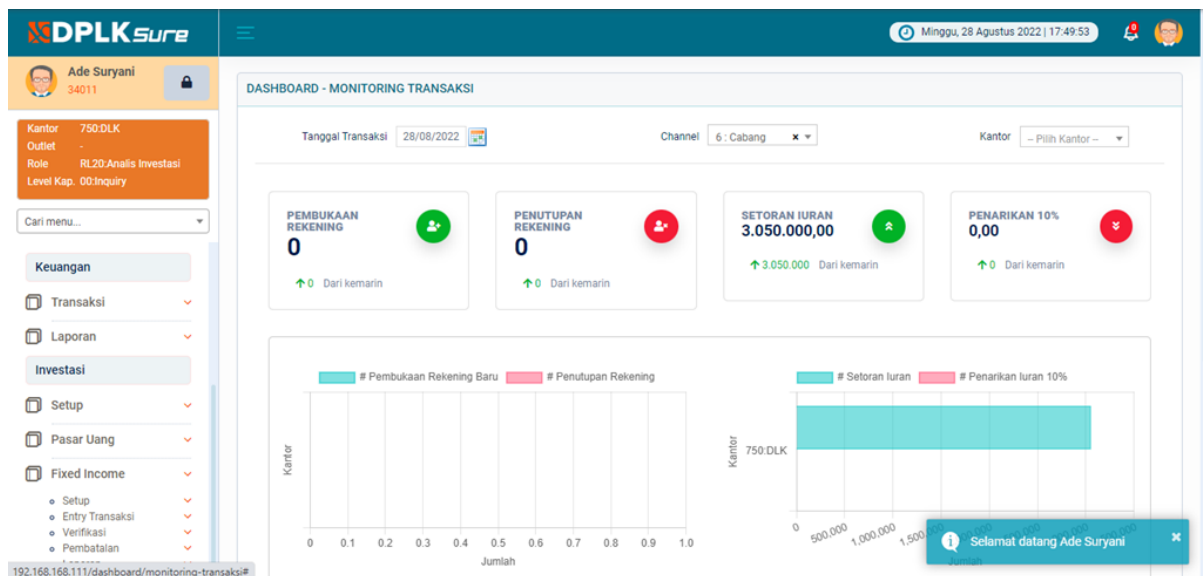 DPLK Sure
Minggu, 28 Agustus 2022 | 17:49:53
Ade Suryani
34011
Kantor 750:DLK
Outlet -
Role RL20:Analis Investasi
Level Kap. 00:Inquiry
Cari menu...
Keuangan
Transaksi
Laporan
Investasi
Setup
Pasar Uang
Fixed Income
Setup
Entry Transaksi
Verifikasi
Pembatalan
192.168.168.111/dashboard/monitoring-transaksi#
DASHBOARD - MONITORING TRANSAKSI
Tanggal Transaksi 28/08/2022
Channel 6 : Cabang × 
Kantor -- Pilih Kantor --
PEMBUKAAN
REKENING
0
0 Dari kemarin
PENUTUPAN
REKENING
0
0 Dari kemarin
SETORAN IURAN
3.050.000,00
3.050.000 Dari kemarin
PENARIKAN 10%
0,00
0 Dari kemarin
# Pembukaan Rekening Baru # Penutupan Rekening
Kantor
0 0.1 0.2 0.3 0.4 0.5 0.6 0.7 0.8 0.9 1.0
Jumlah
# Setoran Iuran # Penarikan Iuran 10%
Kantor
750:DLK
0 500,000 1,000,000
Jumlah
Selamat datang Ade Suryani ×